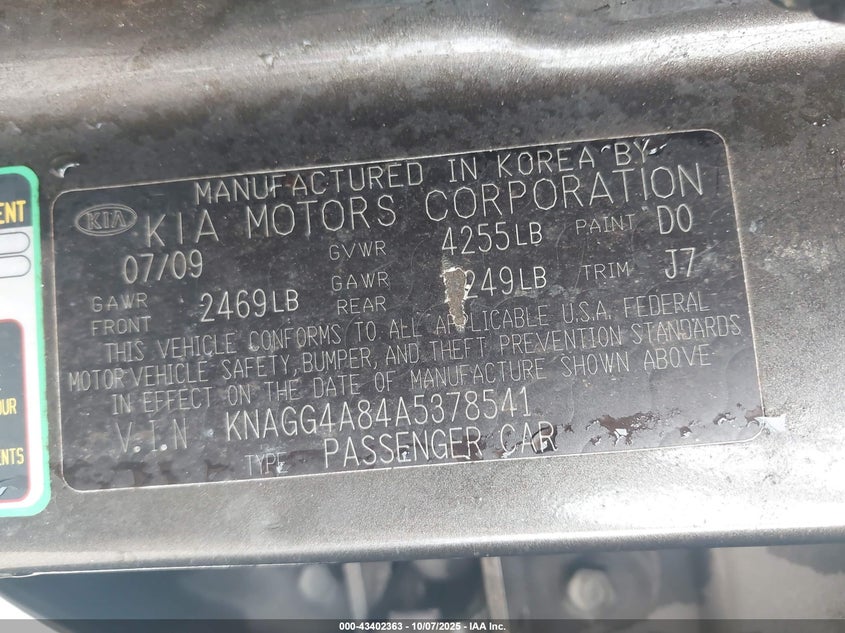 MANUFACTURED IN KOREA BY
KIA KIA MOTORS CORPORATION
07/09 GVWR 4255LB PAINT D0
GAWR FRONT 2469LB GAWR REAR 249LB TRIM J7
THIS VEHICLE CONFORMS TO ALL APPLICABLE U.S.A. FEDERAL
MOTOR VEHICLE SAFETY, BUMPER, AND THEFT PREVENTION STANDARDS
IN EFFECT ON THE DATE OF MANUFACTURE SHOWN ABOVE
V.I.N KNAGG4A84A5378541
TYPE PASSENGER CAR
ENT
OUR
ENTS
000-43402363 - 10/07/2025 - IAA Inc.